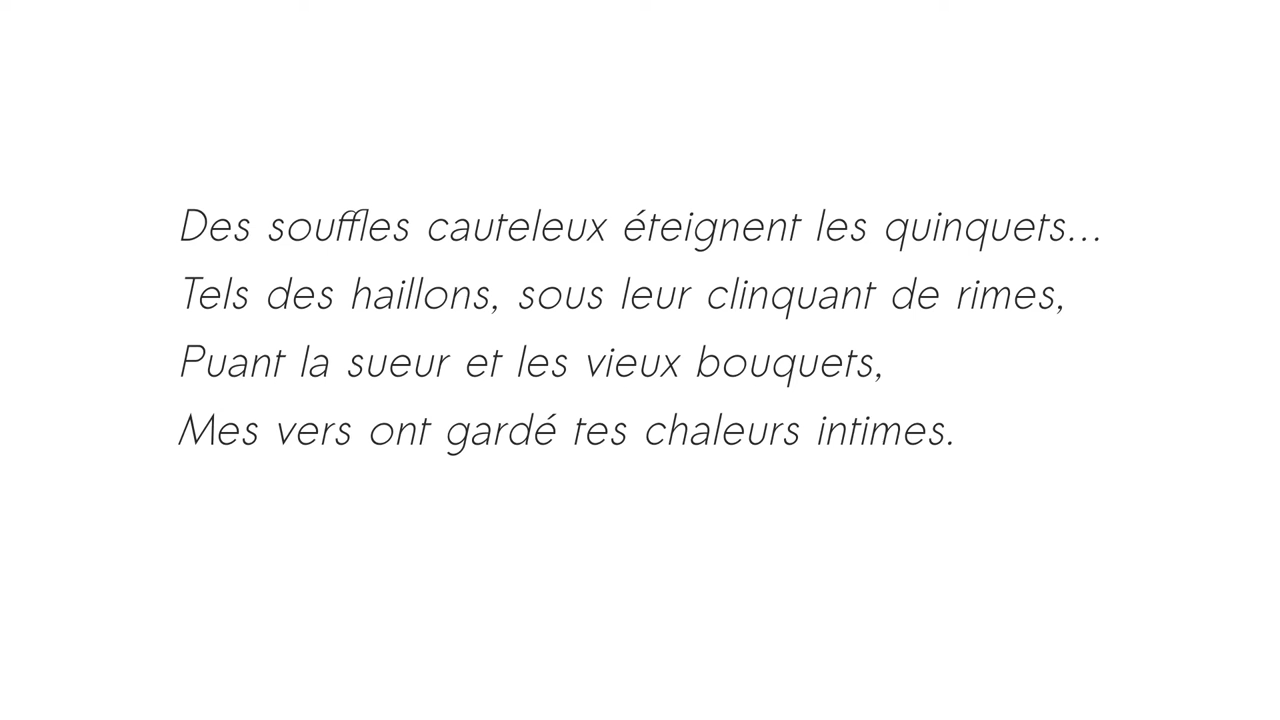 Des souffles cauteleux éteignent les quinquets...
Tels des haillons, sous leur clinquant de rimes,
Puant la sueur et les vieux bouquets,
Mes vers ont gardé tes chaleurs intimes.